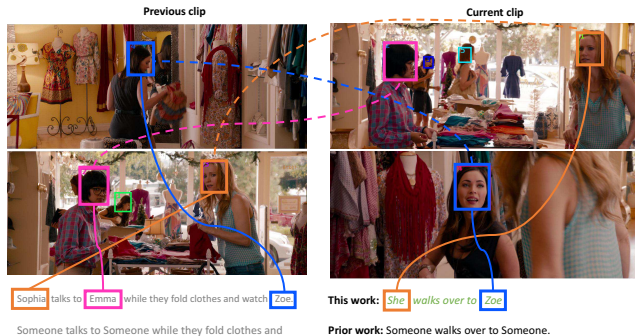 Previous clip
Current clip
Sophia talks to Emma while they fold clothes and watch Zoe.
This work: She walks over to Zoe
Someone talks to Someone while they fold clothes and
Prior work: Someone walks over to Someone.